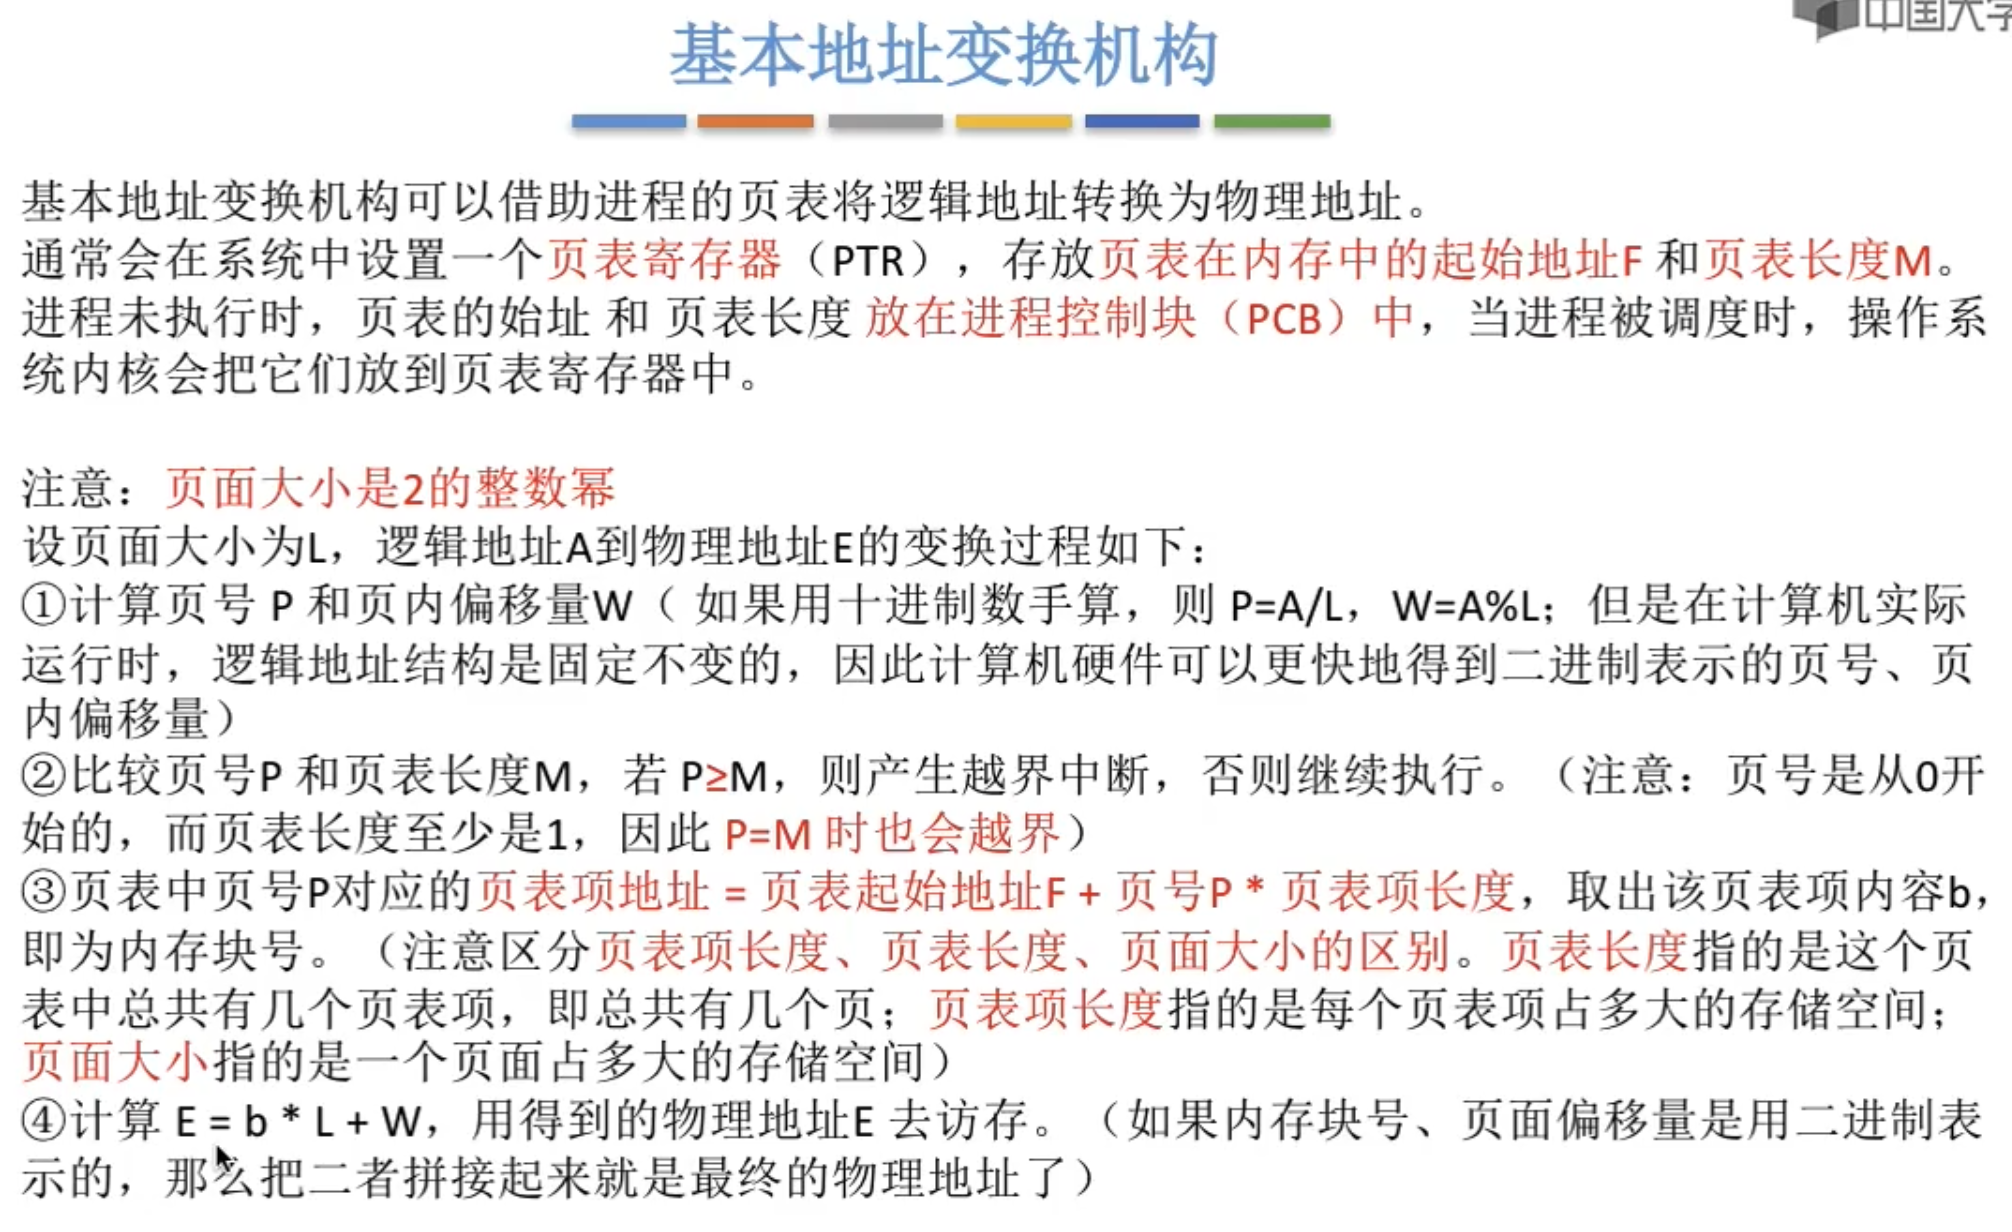 中国大学
基本地址变换机构
基本地址变换机构可以借助进程的页表将逻辑地址转换为物理地址。
通常会在系统中设置一个页表寄存器（PTR），存放页表在内存中的起始地址F 和页表长度M。
进程未执行时，页表的始址 和 页表长度 放在进程控制块（PCB）中，当进程被调度时，操作系
统内核会把它们放到页表寄存器中。
注意：页面大小是2的整数幂
设页面大小为L，逻辑地址A到物理地址E的变换过程如下：
①计算页号 P 和页内偏移量W（ 如果用十进制数手算，则 P=A/L，W=A%L；但是在计算机实际
运行时，逻辑地址结构是固定不变的，因此计算机硬件可以更快地得到二进制表示的页号、页
内偏移量）
②比较页号P 和页表长度M，若 P≥M，则产生越界中断，否则继续执行。（注意：页号是从0开
始的，而页表长度至少是1，因此 P=M 时也会越界）
③页表中页号P对应的页表项地址 = 页表起始地址F + 页号P * 页表项长度，取出该页表项内容b，
即为内存块号。（注意区分页表项长度、页表长度、页面大小的区别。页表长度指的是这个页
表中总共有几个页表项，即总共有几个页；页表项长度指的是每个页表项占多大的存储空间；
页面大小指的是一个页面占多大的存储空间）
④计算 E = b * L + W，用得到的物理地址E 去访存。（如果内存块号、页面偏移量是用二进制表
示的，那么把二者拼接起来就是最终的物理地址了）